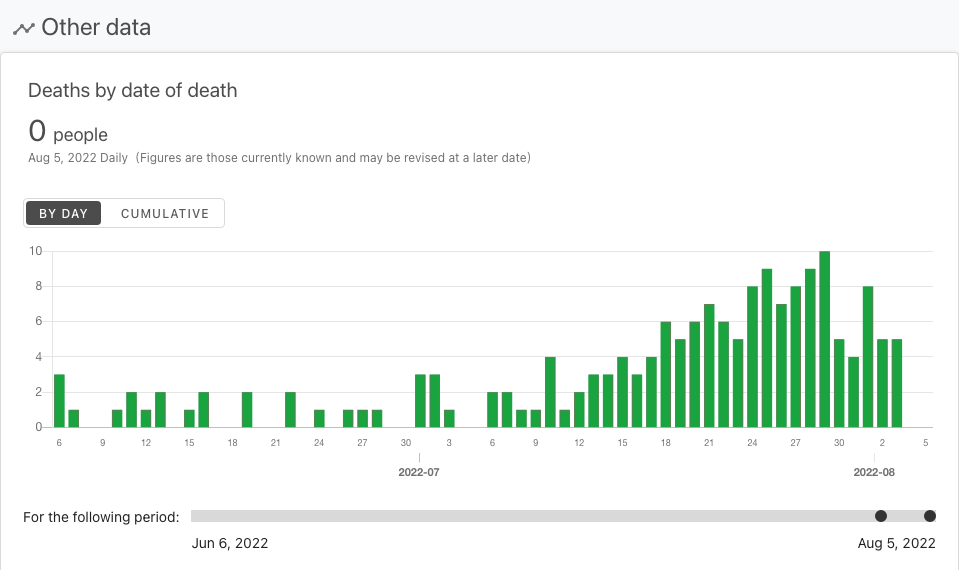 Other data
Deaths by date of death
0 people
Aug 5, 2022 Daily (Figures are those currently known and may be revised at a later date)
BY DAY CUMULATIVE
10
8
6
4
2
0
6 9 12 15 18 21 24 27 30 3 6 9 12 15 18 21 24 27 30 2 5
2022-07 2022-08
For the following period:
Jun 6, 2022 Aug 5, 2022